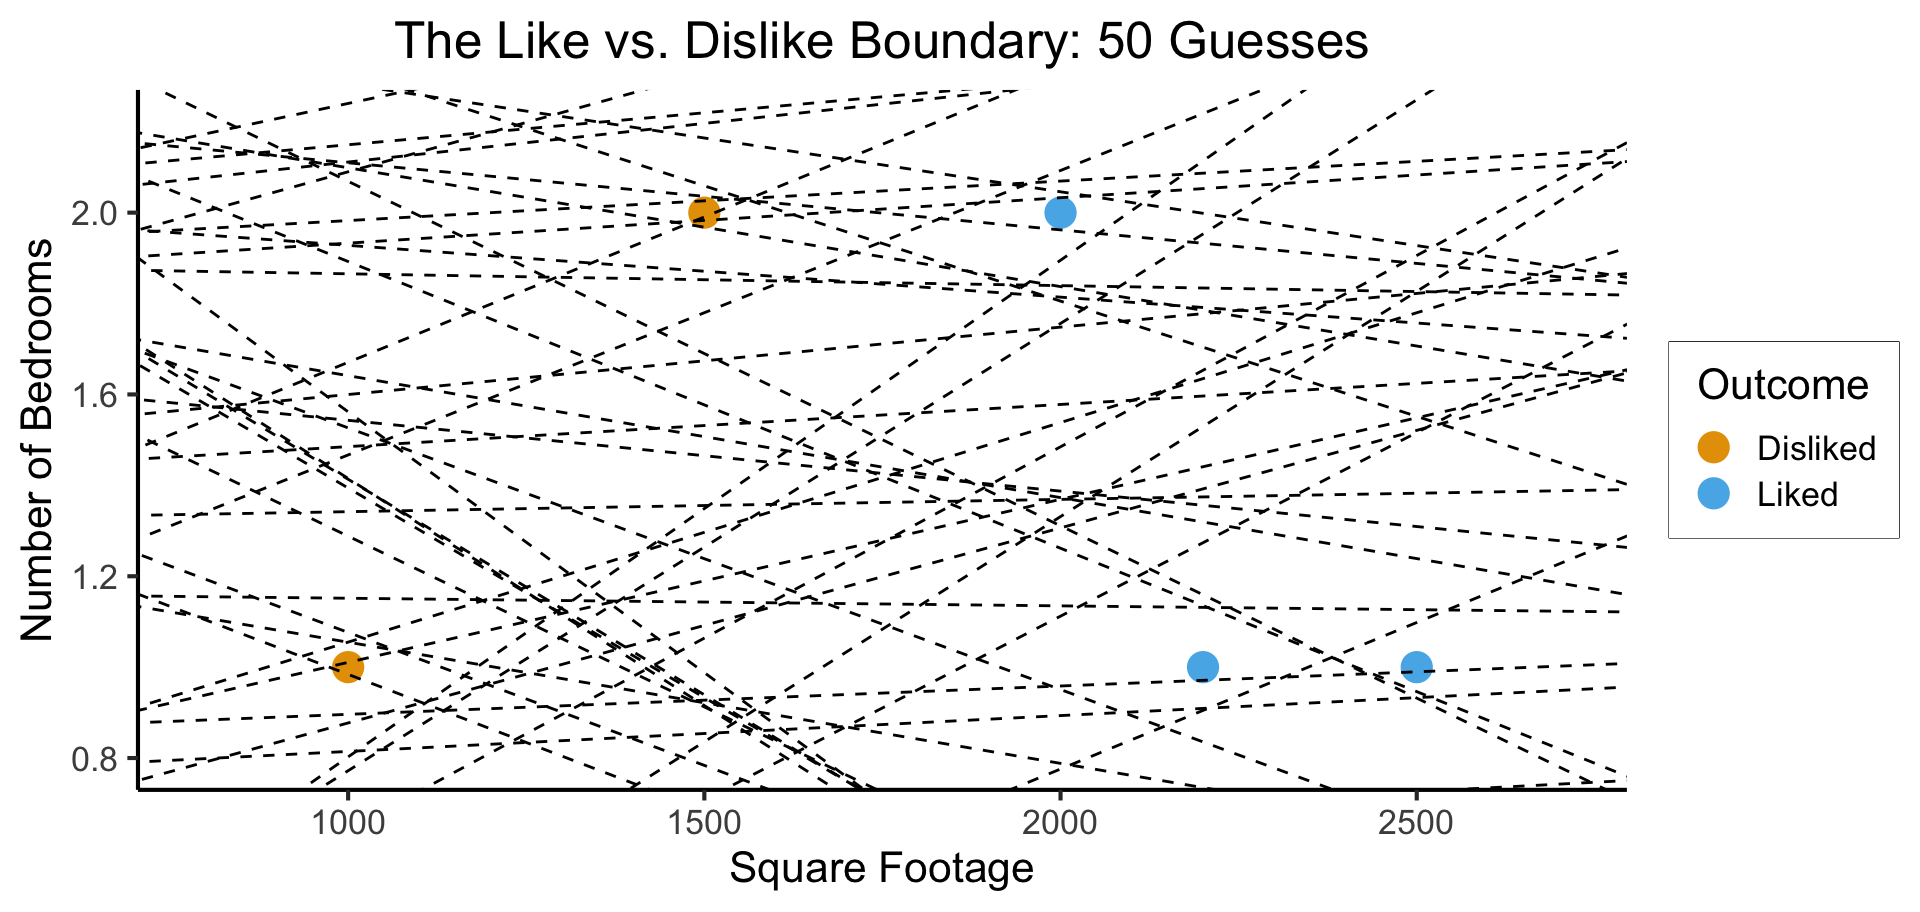 The Like vs. Dislike Boundary: 50 Guesses
Number of Bedrooms
2.0
1.6
1.2
0.8
1000
1500
2000
2500
Square Footage
Outcome
Disliked
Liked